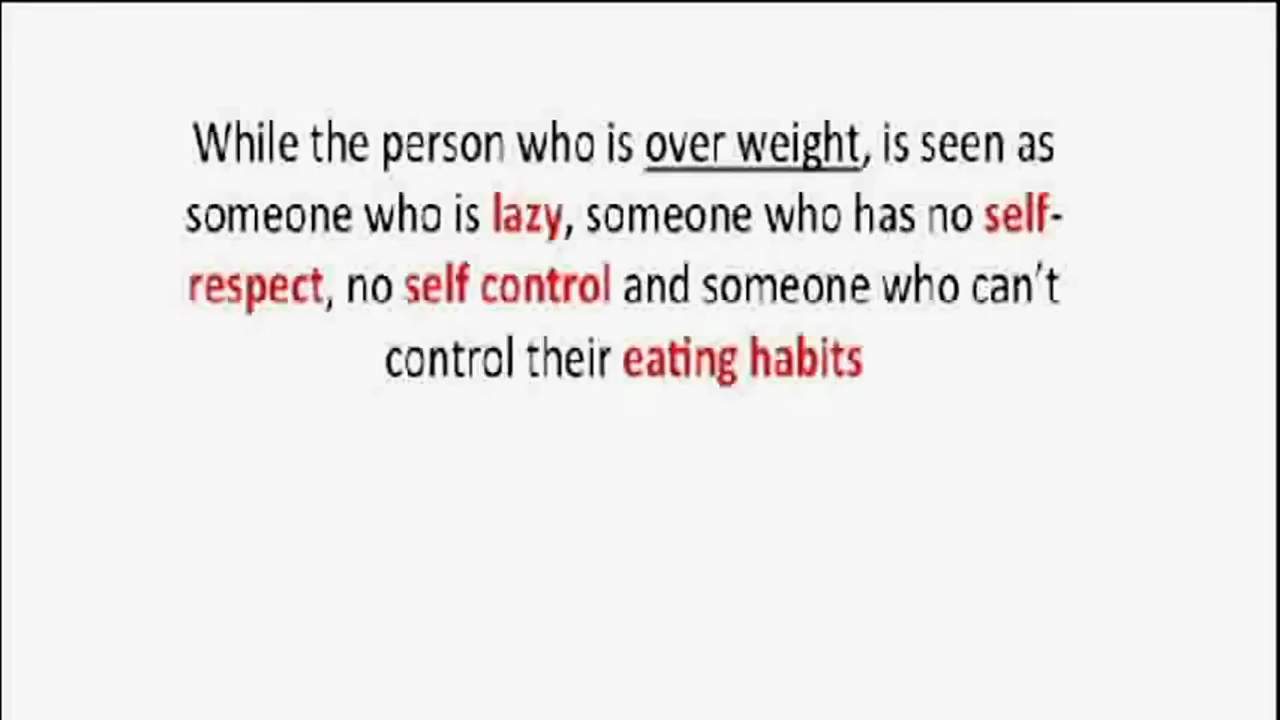 While the person who is over weight, is seen as
someone who is lazy, someone who has no self-
respect, no self control and someone who can't
control their eating habits